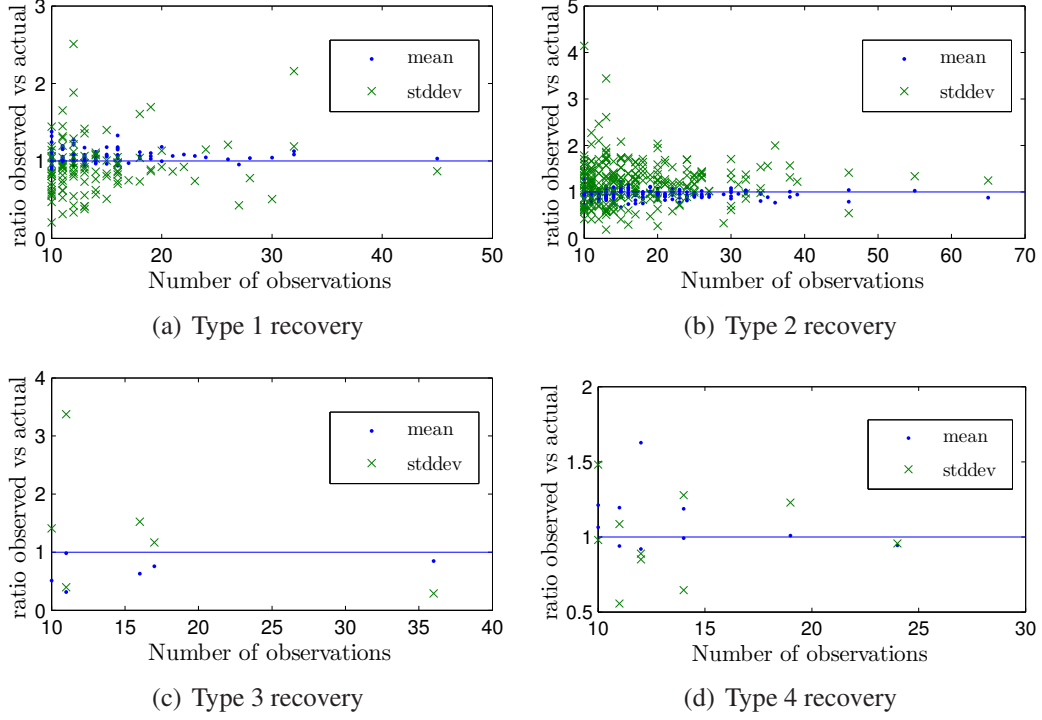 3
2
1
0
10
20
30
40
50
ratio observed vs actual
Number of observations
mean
stddev
(a) Type 1 recovery
5
4
3
2
1
0
10
20
30
40
50
60
70
ratio observed vs actual
Number of observations
mean
stddev
(b) Type 2 recovery
4
3
2
1
0
10
15
20
25
30
35
40
ratio observed vs actual
Number of observations
mean
stddev
(c) Type 3 recovery
2
1.5
1
0.5
10
15
20
25
30
ratio observed vs actual
Number of observations
mean
stddev
(d) Type 4 recovery